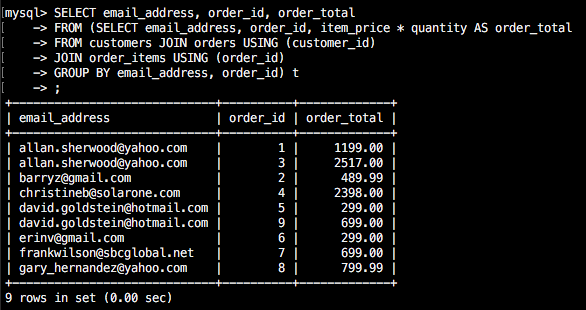 mysql> SELECT email_address, order_id, order_total
    -> FROM (SELECT email_address, order_id, item_price * quantity AS order_total
    -> FROM customers JOIN orders USING (customer_id)
    -> JOIN order_items USING (order_id)
    -> GROUP BY email_address, order_id) t
    -> ;
+-----------------------------+----------+-------------+
| email_address               | order_id | order_total |
+-----------------------------+----------+-------------+
| allan.sherwood@yahoo.com    |        1 |     1199.00 |
| allan.sherwood@yahoo.com    |        3 |     2517.00 |
| barryz@gmail.com            |        2 |      489.99 |
| christineb@solarone.com     |        4 |     2398.00 |
| david.goldstein@hotmail.com |        5 |      299.00 |
| david.goldstein@hotmail.com |        9 |      699.00 |
| erinv@gmail.com             |        6 |      299.00 |
| frankwilson@sbcglobal.net   |        7 |      699.00 |
| gary_hernandez@yahoo.com    |        8 |      799.99 |
+-----------------------------+----------+-------------+
9 rows in set (0.00 sec)